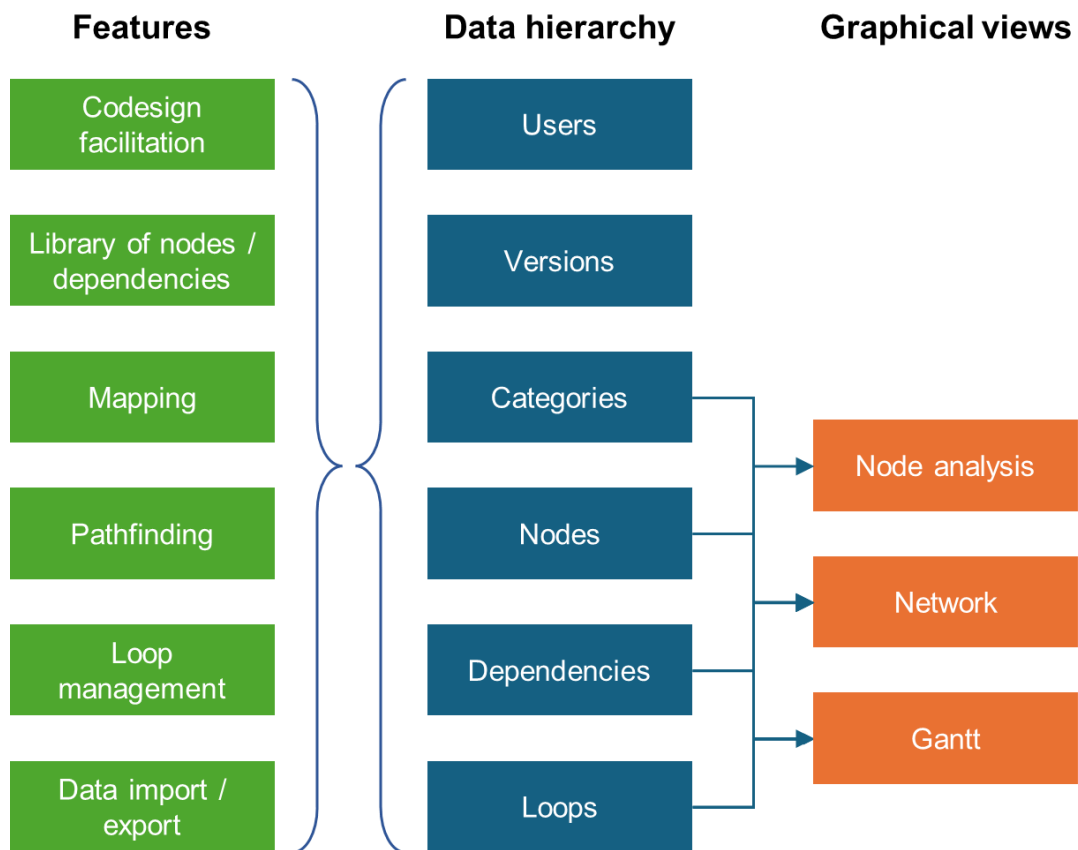 Features
Data hierarchy
Graphical views
Codesign
facilitation
Library of nodes /
dependencies
Mapping
Pathfinding
Loop
management
Data import /
export
Users
Versions
Categories
Nodes
Dependencies
Loops
Node analysis
Network
Gantt